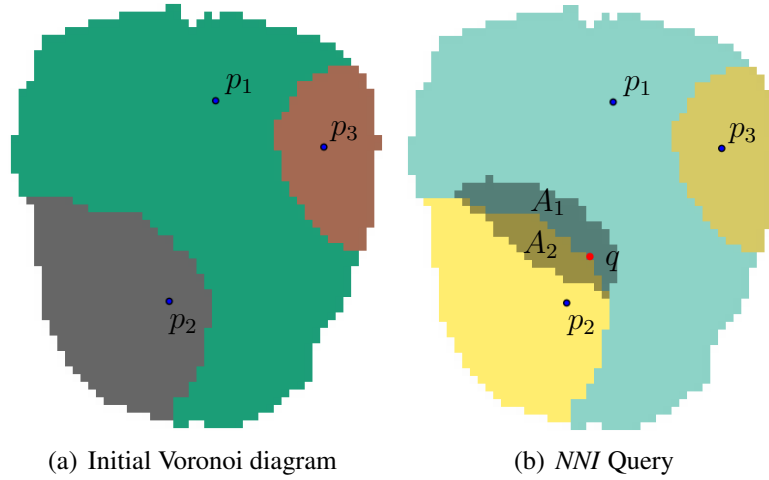 p₁ p₁
p₃ p₃
A₁
A₂
q
p₂ p₂
(a) Initial Voronoi diagram (b) NNI Query